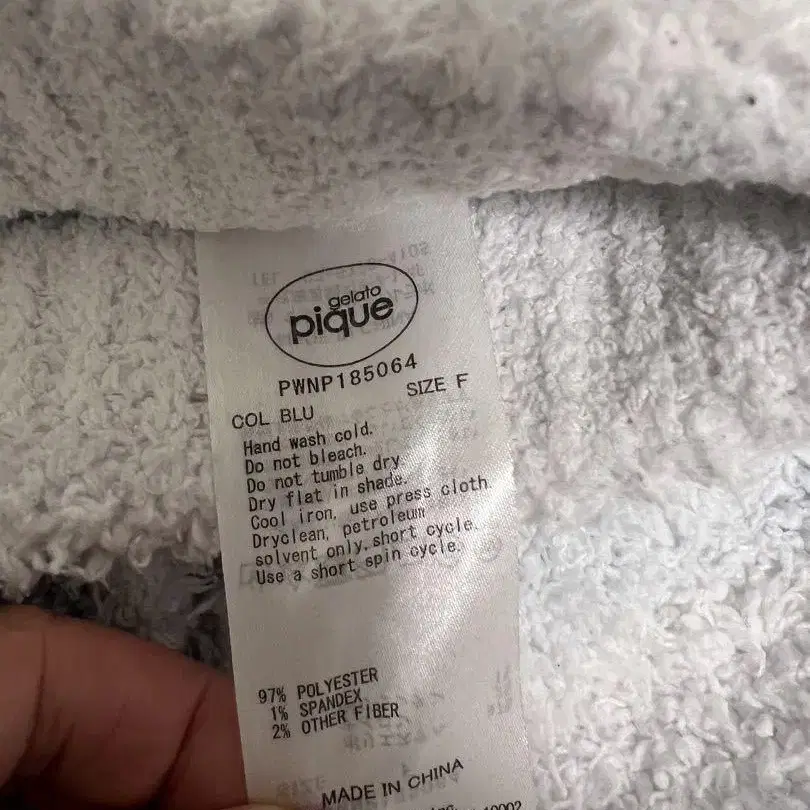 gelato
pique
PWNP185064
SIZE F
COL BLU
Hand wash cold.
Do not bleach.
Do not tumble dry
Dry flat in shade.
Cool iron, use press cloth.
Dryclean, petroleum
solvent only,short cycle.
Use a short spin cycle.
97% POLYESTER
1% SPANDEX
2% OTHER FIBER
MADE IN CHINA
10002